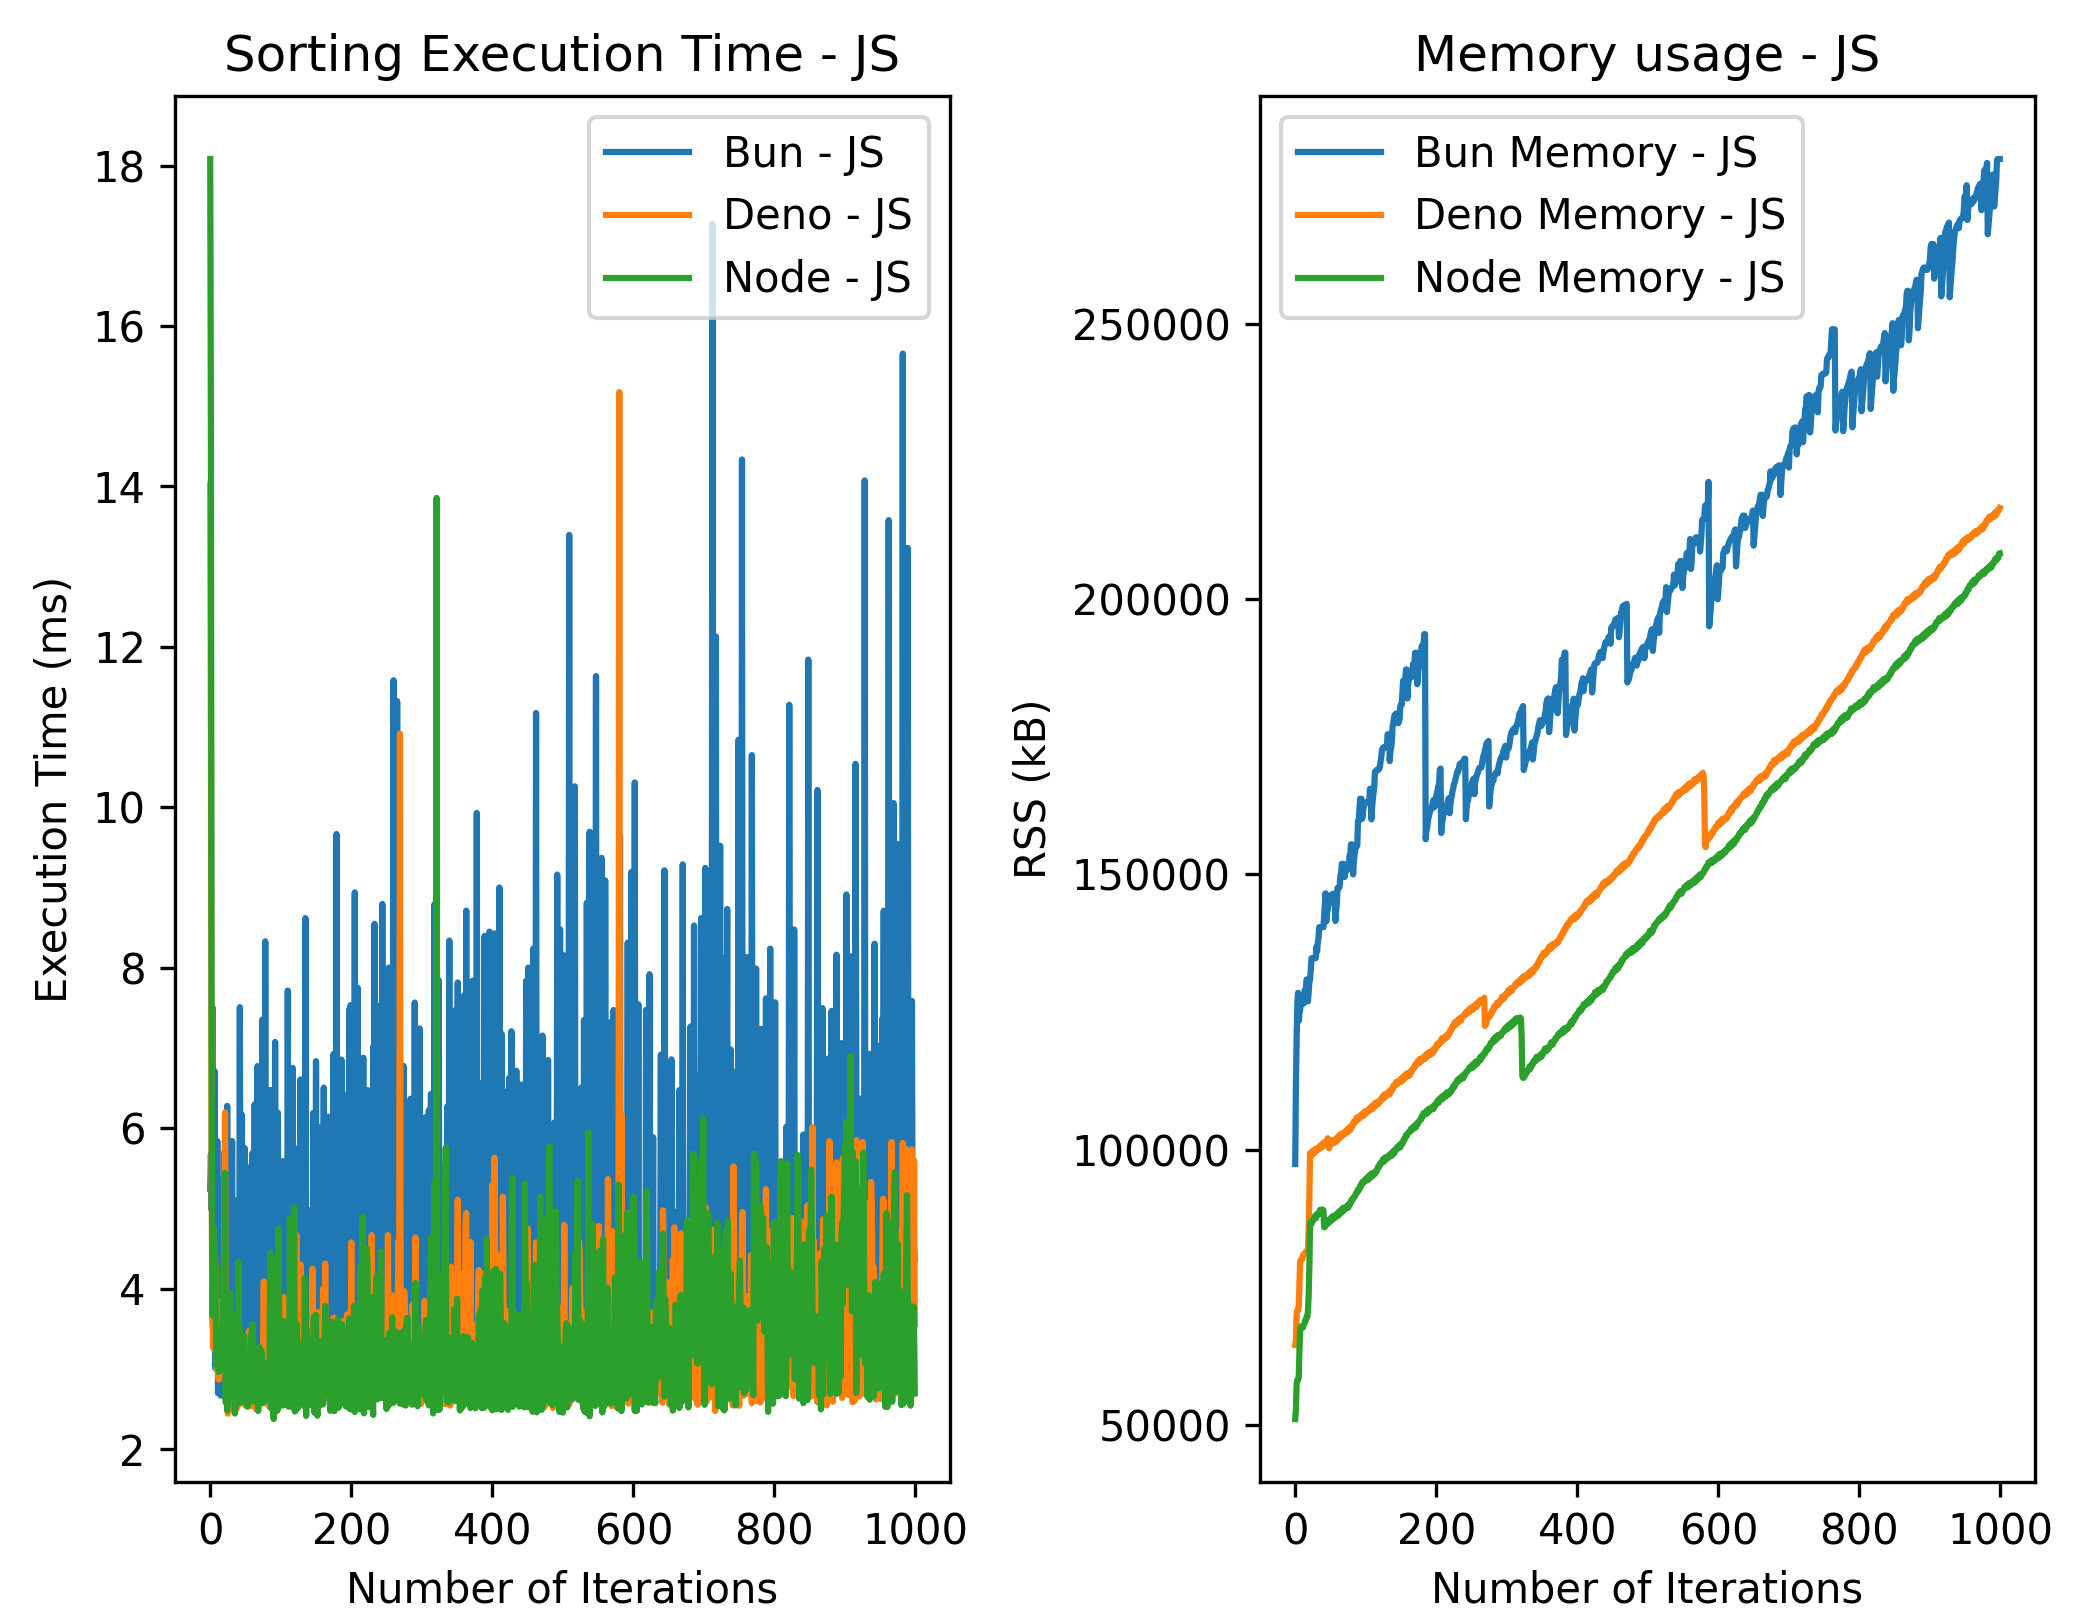 Sorting Execution Time - JS
Bun - JS
Deno - JS
Node - JS
Execution Time (ms)
18
16
14
12
10
8
6
4
2
0 200 400 600 800 1000
Number of Iterations
Memory usage - JS
Bun Memory - JS
Deno Memory - JS
Node Memory - JS
RSS (kB)
250000
200000
150000
100000
50000
0 200 400 600 800 1000
Number of Iterations